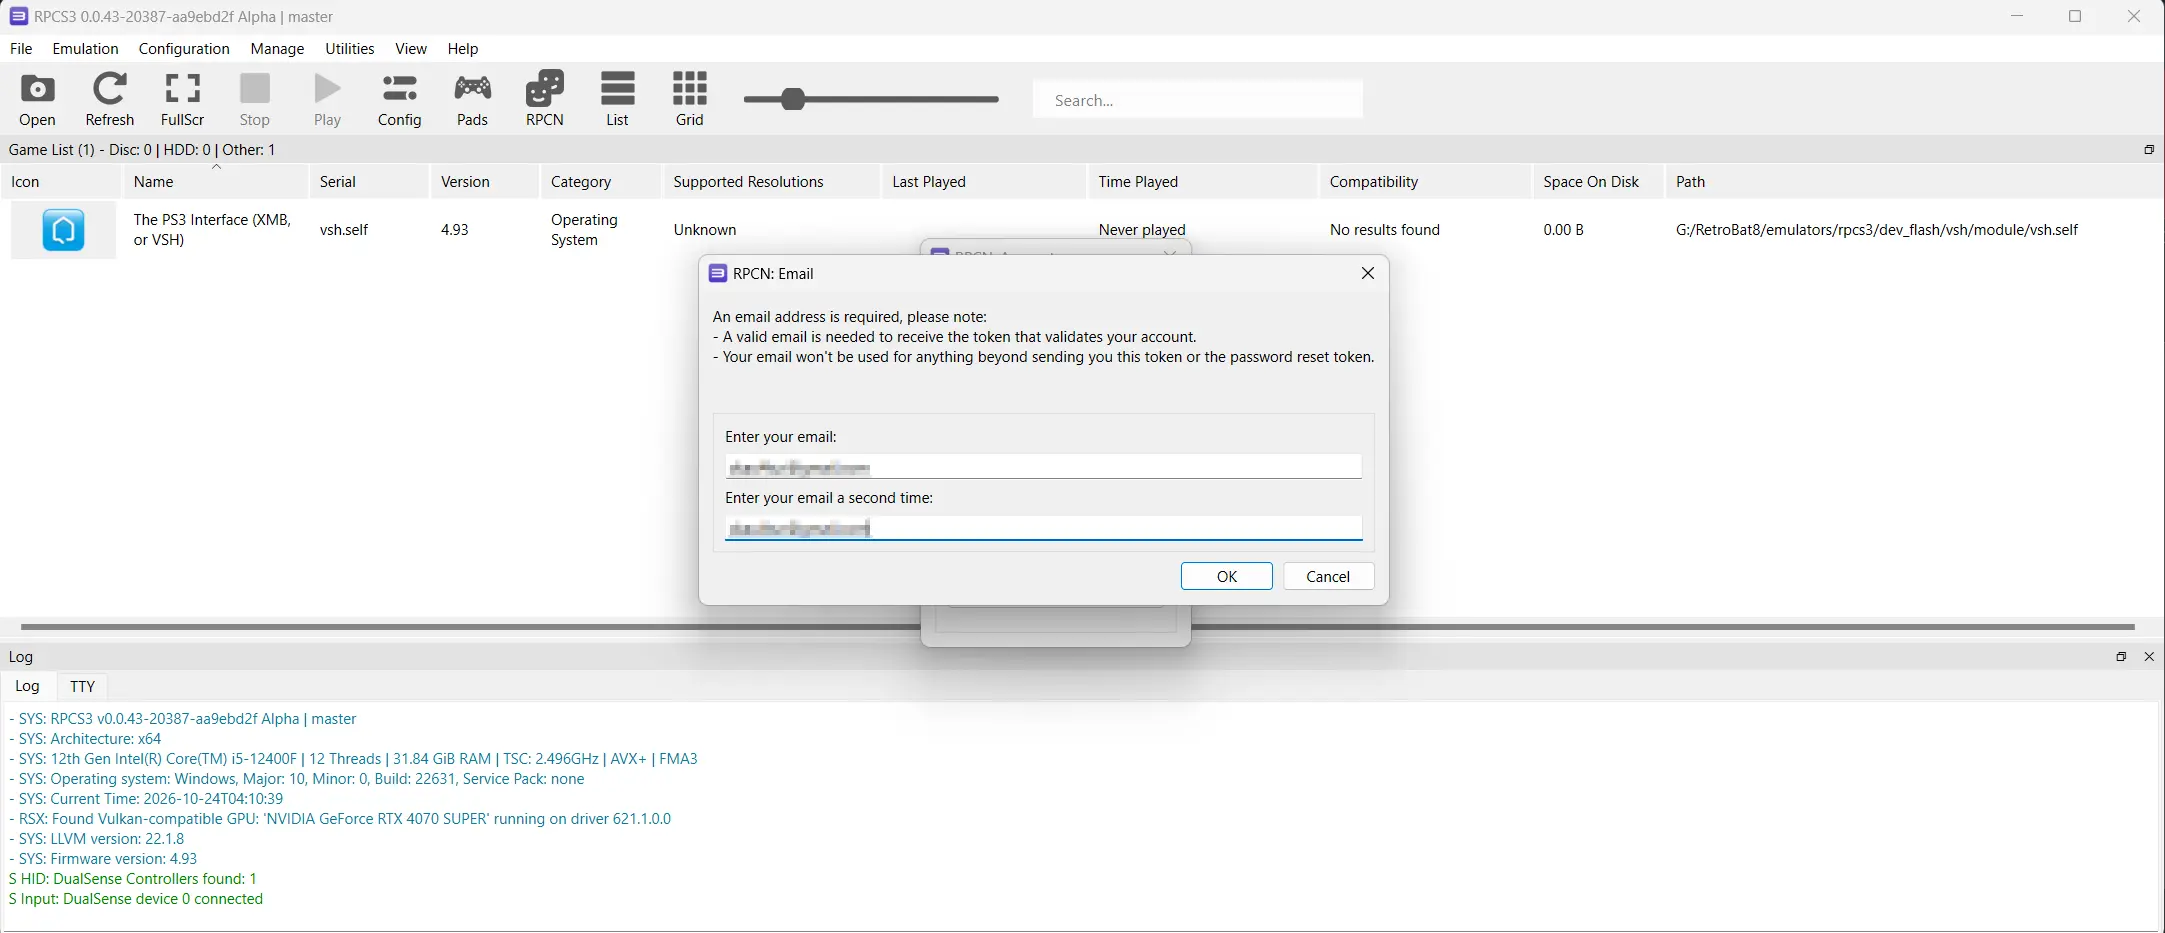 RPCS3 0.0.43-20387-aa9ebd2f Alpha | master
File Emulation Configuration Manage Utilities View Help
Open Refresh FullScr Stop Play Config Pads RPCN List Grid Search...
Game List (1) - Disc: 0 | HDD: 0 | Other: 1
Icon Name Serial Version Category Supported Resolutions Last Played Time Played Compatibility Space On Disk Path
The PS3 Interface (XMB,
or VSH)
vsh.self
4.93
Operating
System
Unknown
Never played
No results found
0.00 B
G:/RetroBat8/emulators/rpcs3/dev_flash/vsh/module/vsh.self
RPCN: Email
An email address is required, please note:
- A valid email is needed to receive the token that validates your account.
- Your email won't be used for anything beyond sending you this token or the password reset token.
Enter your email:
Enter your email a second time:
OK Cancel
Log
Log TTY
- SYS: RPCS3 v0.0.43-20387-aa9ebd2f Alpha | master
- SYS: Architecture: x64
- SYS: 12th Gen Intel(R) Core(TM) i5-12400F | 12 Threads | 31.84 GiB RAM | TSC: 2.496GHz | AVX+ | FMA3
- SYS: Operating system: Windows, Major: 10, Minor: 0, Build: 22631, Service Pack: none
- SYS: Current Time: 2026-10-24T04:10:39
- RSX: Found Vulkan-compatible GPU: 'NVIDIA GeForce RTX 4070 SUPER' running on driver 621.1.0.0
- SYS: LLVM version: 22.1.8
- SYS: Firmware version: 4.93
S HID: DualSense Controllers found: 1
S Input: DualSense device 0 connected